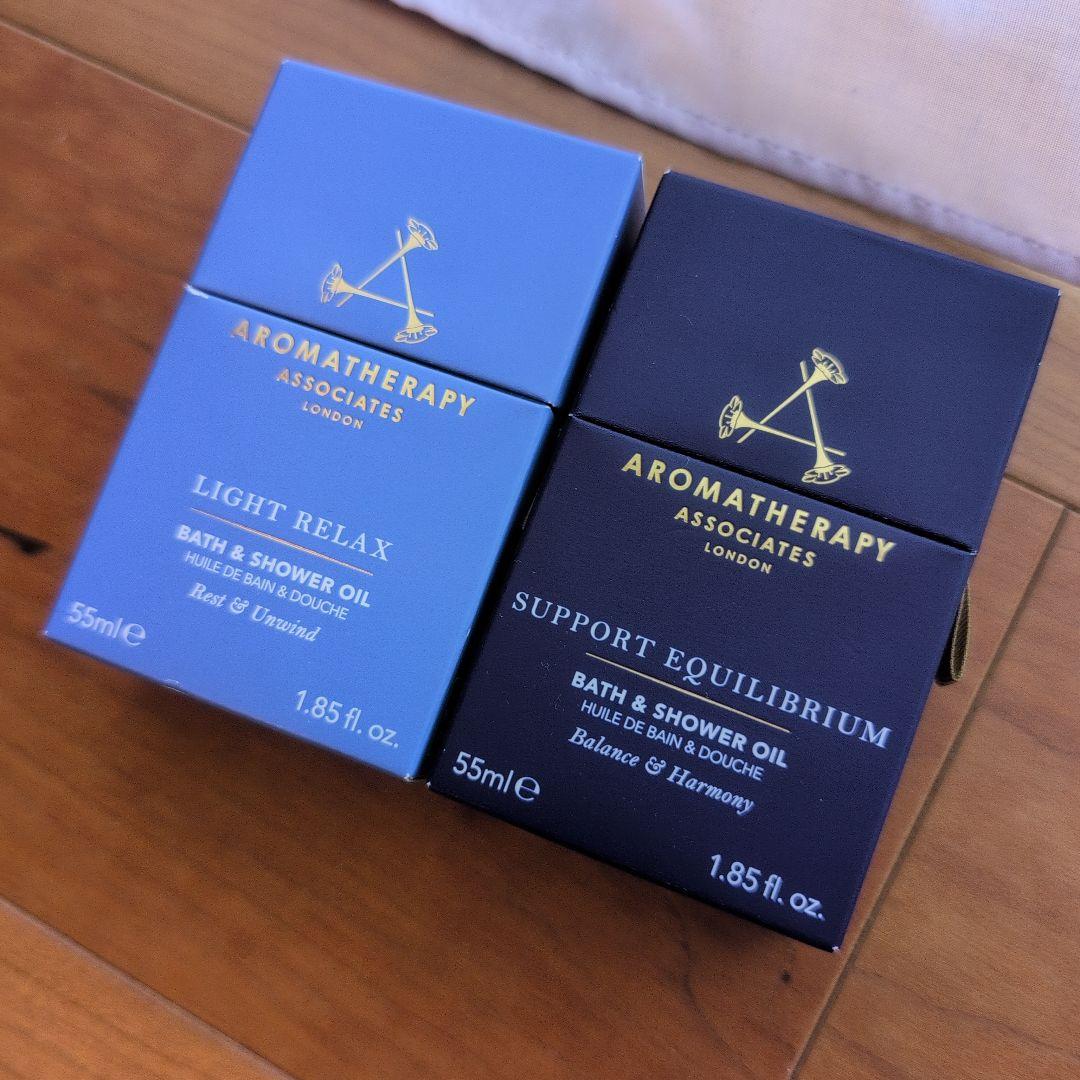 AROMATHERAPY
ASSOCIATES
LONDON
LIGHT RELAX
BATH & SHOWER OIL
HUILE DE BAIN & DOUCHE
Rest & Unwind
55ml℮
1.85 fl. oz.
AROMATHERAPY
ASSOCIATES
LONDON
SUPPORT EQUILIBRIUM
BATH & SHOWER OIL
HUILE DE BAIN & DOUCHE
Balance & Harmony
55ml℮
1.85 fl. oz.